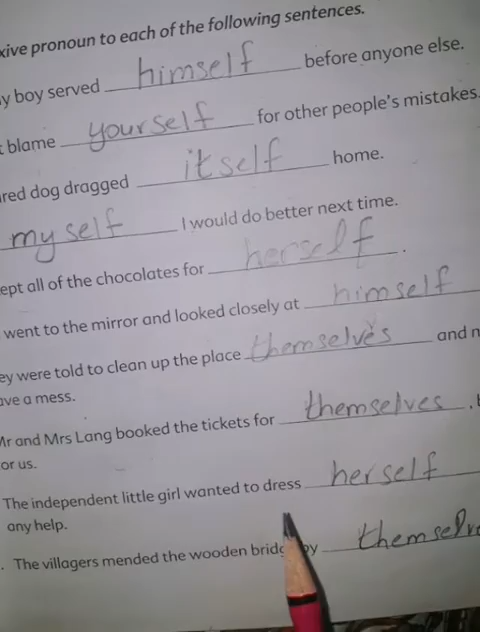 xive pronoun to each of the following sentences.
y boy served himself before anyone else.
t blame yourself for other people's mistakes.
red dog dragged itself home.
myself I would do better next time.
ept all of the chocolates for herself.
went to the mirror and looked closely at himself
ey were told to clean up the place themselves and n
ave a mess.
Mr and Mrs Lang booked the tickets for themselves,
or us.
The independent little girl wanted to dress herself
any help.
. The villagers mended the wooden bridg by themselv